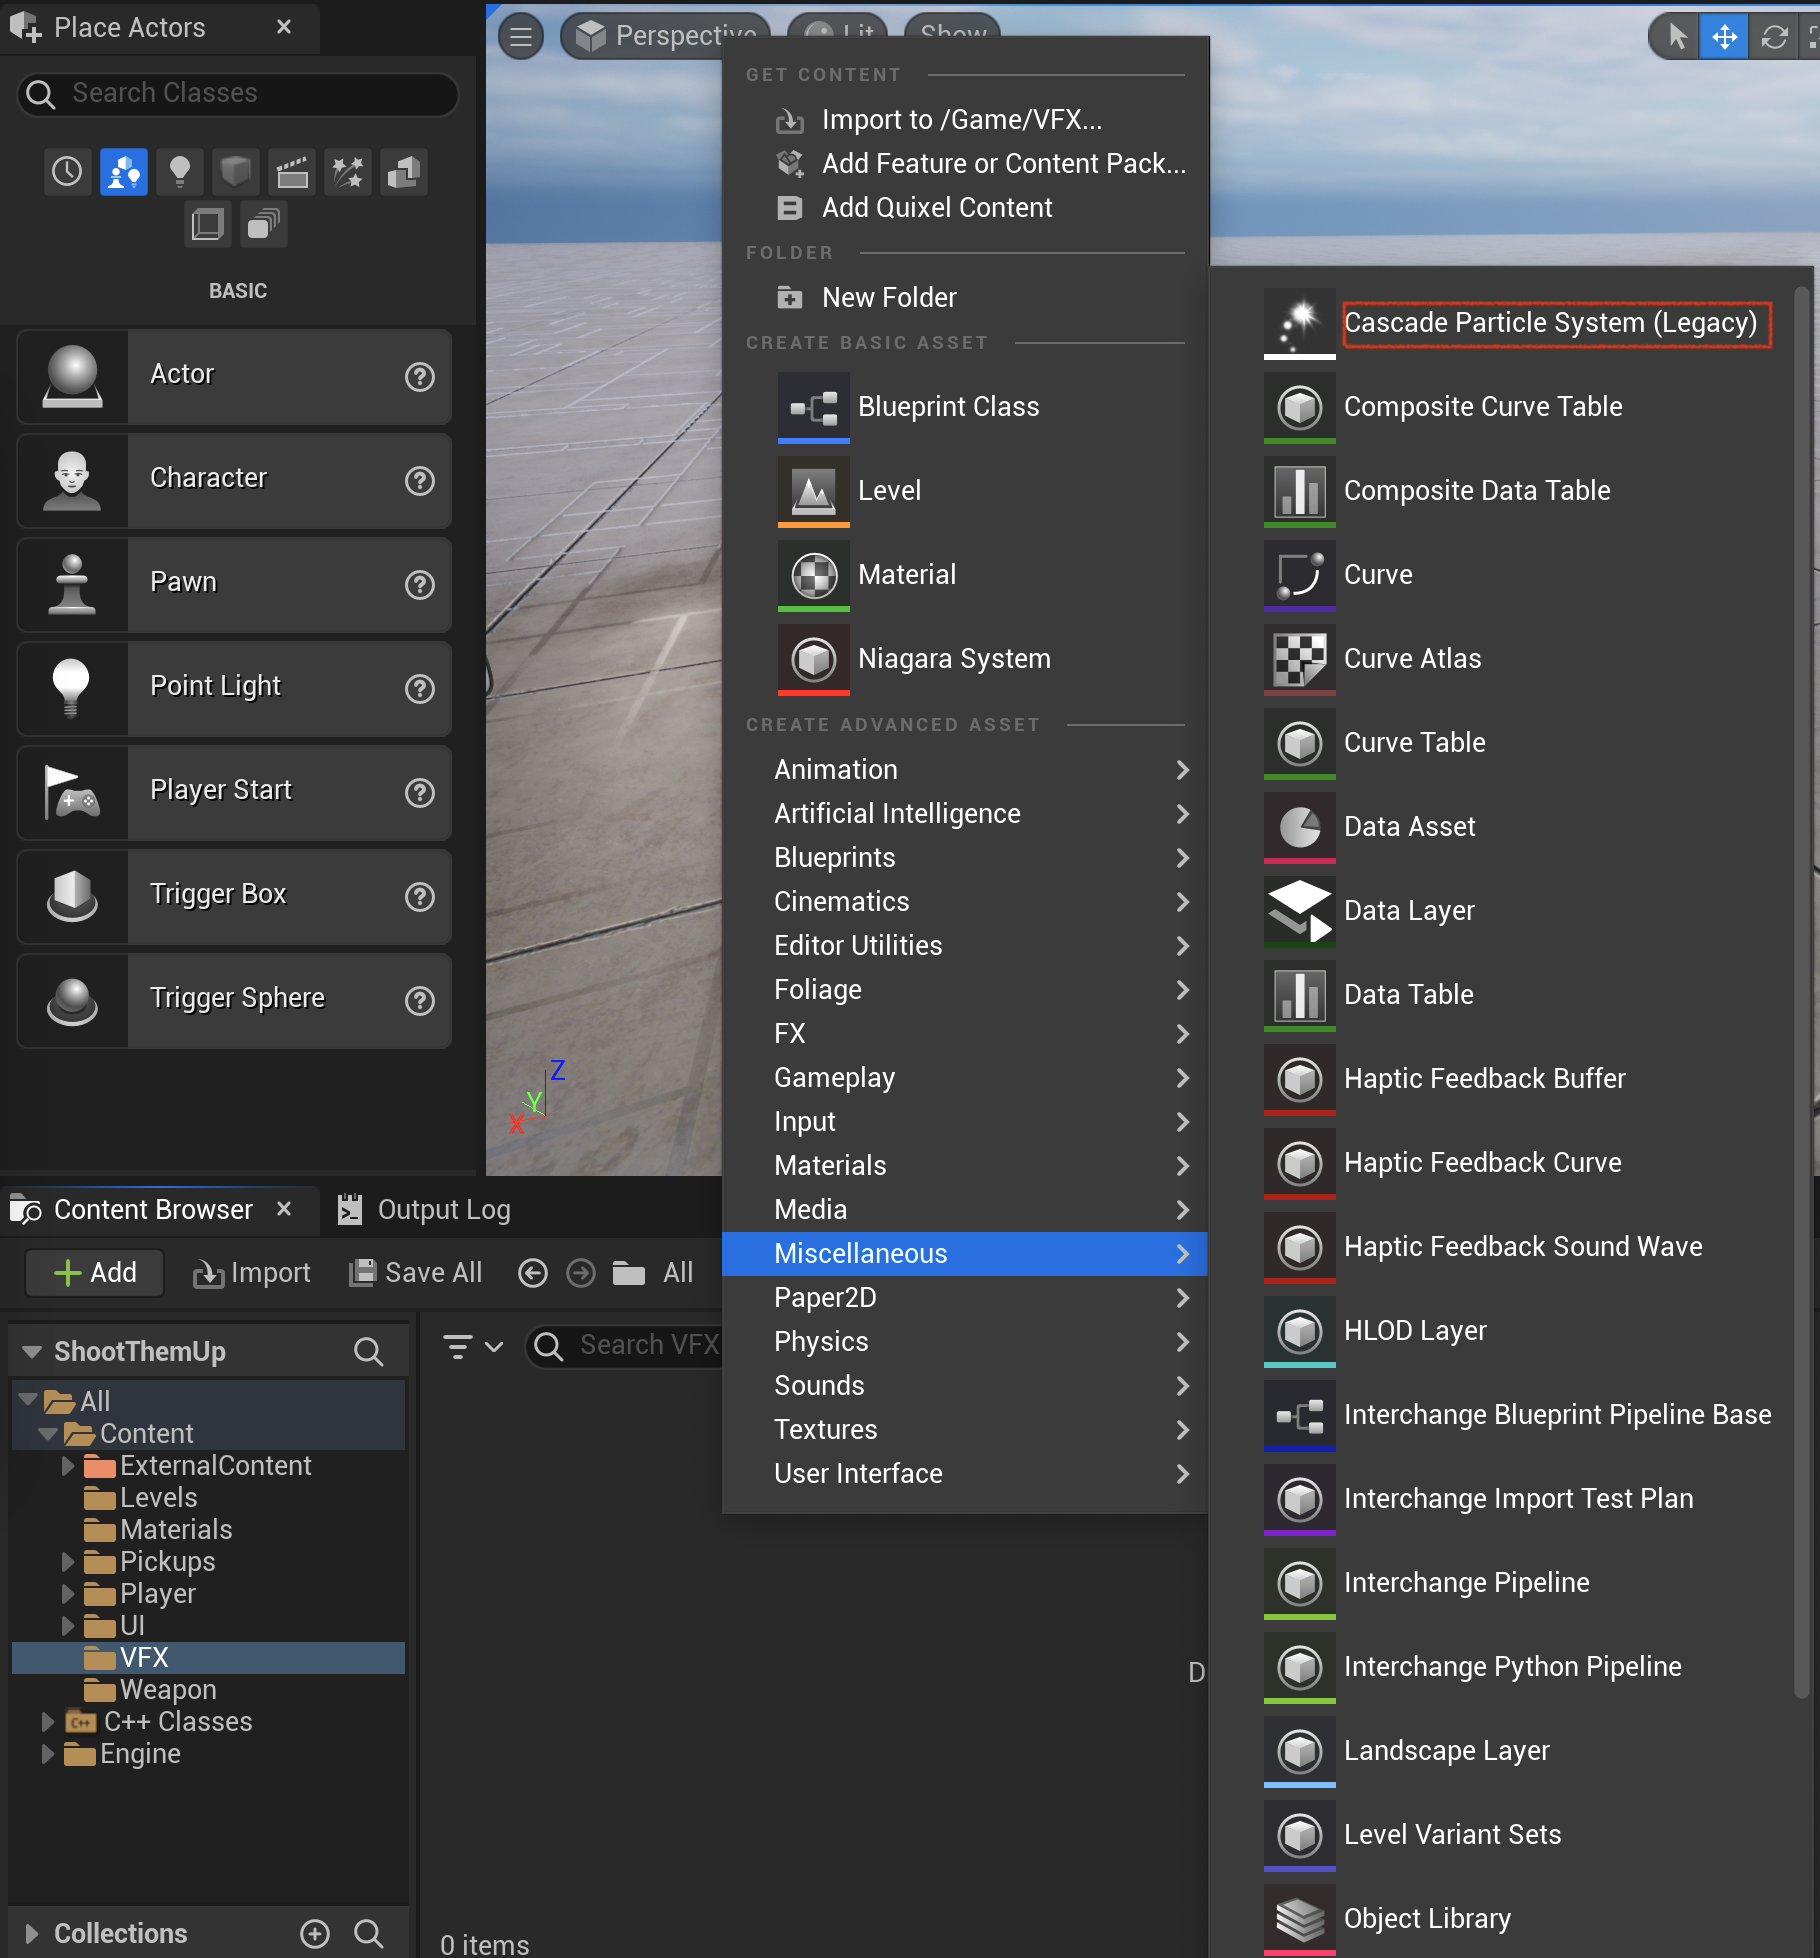 Place Actors
Search Classes
BASIC
Actor
Character
Pawn
Point Light
Player Start
Trigger Box
Trigger Sphere
Perspective
Lit
Show
Z
Y
X
GET CONTENT
Import to /Game/VFX...
Add Feature or Content Pack...
Add Quixel Content
FOLDER
New Folder
CREATE BASIC ASSET
Blueprint Class
Level
Material
Niagara System
CREATE ADVANCED ASSET
Animation
Artificial Intelligence
Blueprints
Cinematics
Editor Utilities
Foliage
FX
Gameplay
Input
Materials
Media
Miscellaneous
Paper2D
Physics
Sounds
Textures
User Interface
Cascade Particle System (Legacy)
Composite Curve Table
Composite Data Table
Curve
Curve Atlas
Curve Table
Data Asset
Data Layer
Data Table
Haptic Feedback Buffer
Haptic Feedback Curve
Haptic Feedback Sound Wave
HLOD Layer
Interchange Blueprint Pipeline Base
Interchange Import Test Plan
Interchange Pipeline
Interchange Python Pipeline
Landscape Layer
Level Variant Sets
Object Library
Content Browser
Output Log
Add
Import
Save All
All
ShootThemUp
Search VFX
All
Content
ExternalContent
Levels
Materials
Pickups
Player
UI
VFX
Weapon
C++ C++ Classes
Engine
Collections
D
0 items